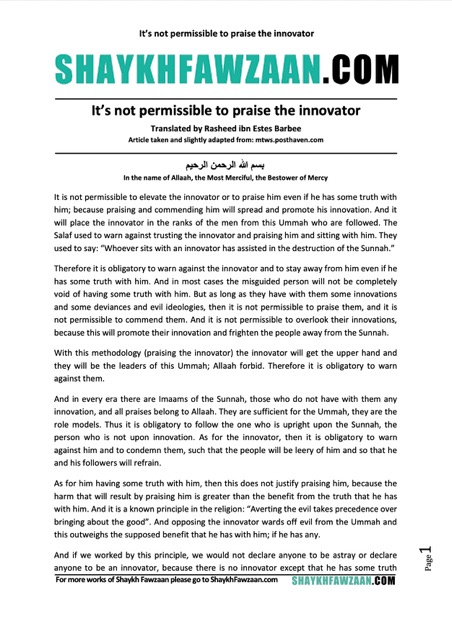 It's not permissible to praise the innovator
SHAYKHFAWZAAN.COM
It's not permissible to praise the innovator
Translated by Rasheed ibn Estes Barbee
Article taken and slightly adapted from: mtws.posthaven.com
بسم الله الرحمن الرحيم
In the name of Allaah, the Most Merciful, the Bestower of Mercy
It is not permissible to elevate the innovator or to praise him even if he has some truth with
him; because praising and commending him will spread and promote his innovation. And it
will place the innovator in the ranks of the men from this Ummah who are followed. The
Salaf used to warn against trusting the innovator and praising him and sitting with him. They
used to say: "Whoever sits with an innovator has assisted in the destruction of the Sunnah."
Therefore it is obligatory to warn against the innovator and to stay away from him even if he
has some truth with him. And in most cases the misguided person will not be completely
void of having some truth with him. But as long as they have with them some innovations
and some deviances and evil ideologies, then it is not permissible to praise them, and it is
not permissible to commend them. And it is not permissible to overlook their innovations,
because this will promote their innovation and frighten the people away from the Sunnah.
With this methodology (praising the innovator) the innovator will get the upper hand and
they will be the leaders of this Ummah; Allaah forbid. Therefore it is obligatory to warn
against them.
And in every era there are Imaams of the Sunnah, those who do not have with them any
innovation, and all praises belong to Allaah. They are sufficient for the Ummah, they are the
role models. Thus it is obligatory to follow the one who is upright upon the Sunnah, the
person who is not upon innovation. As for the innovator, then it is obligatory to warn
against him and to condemn them, such that the people will be leery of him and so that he
and his followers will refrain.
As for him having some truth with him, then this does not justify praising him, because the
harm that will result by praising him is greater than the benefit from the truth that he has
with him. And it is a known principle in the religion: "Averting the evil takes precedence over
bringing about the good". And opposing the innovator wards off evil from the Ummah and
this outweighs the supposed benefit that he has with him; if he has any.
And if we worked by this principle, we would not declare anyone to be astray or declare
anyone to be an innovator, because there is no innovator except that he has some truth
Page 1
For more works of Shaykh Fawzaan please go to ShaykhFawzaan.com SHAYKHFAWZAAN.COM